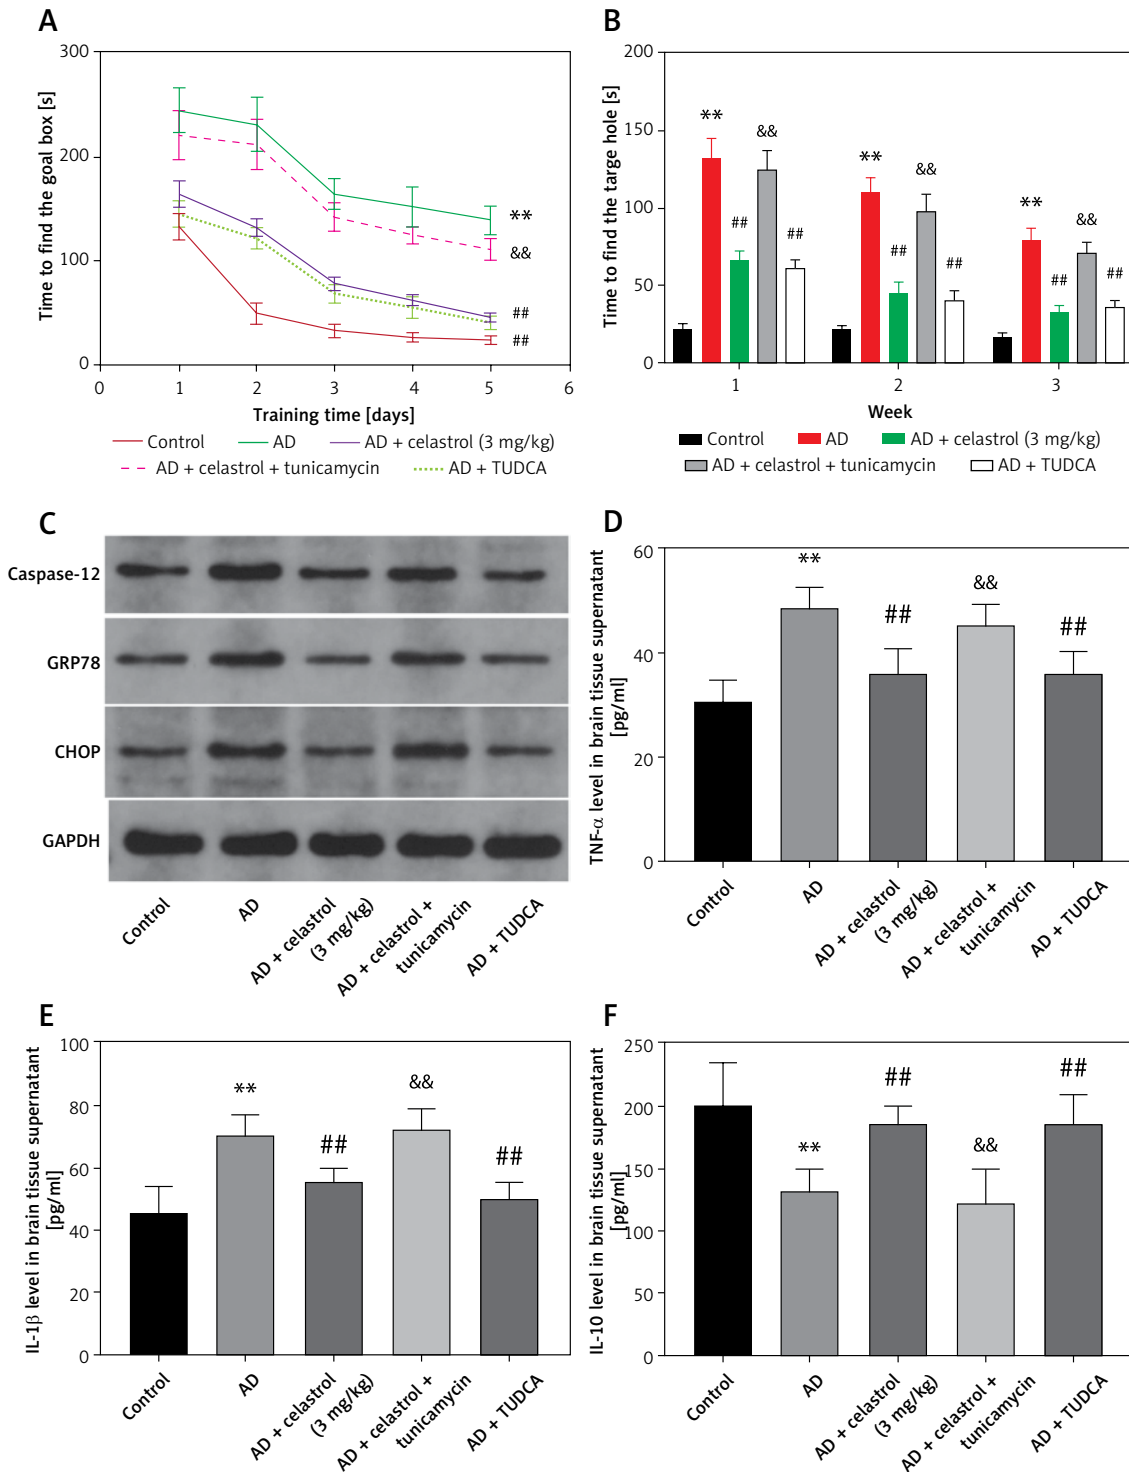 A
Time to find the goal box [s]
300
200
100
0
0 1 2 3 4 5 6
**
&&
##
##
Training time [days]
Control AD AD + celastrol (3 mg/kg)
AD + celastrol + tunicamycin AD + TUDCA
B
Time to find the targe hole [s]
200
150
100
50
0
** ## && ##
** ## && ##
** ## && ##
1 2 3
Week
Control AD AD + celastrol (3 mg/kg)
AD + celastrol + tunicamycin AD + TUDCA
C
Caspase-12
GRP78
CHOP
GAPDH
Control
AD
AD + celastrol
(3 mg/kg)
AD + celastrol +
tunicamycin
AD + TUDCA
D
TNF-α level in brain tissue supernatant
[pg/ml]
60
40
20
0
** ## && ##
Control
AD
AD + celastrol
(3 mg/kg)
AD + celastrol +
tunicamycin
AD + TUDCA
E
IL-1β level in brain tissue supernatant
[pg/ml]
100
80
60
40
20
0
** ## && ##
Control
AD
AD + celastrol
(3 mg/kg)
AD + celastrol +
tunicamycin
AD + TUDCA
F
IL-10 level in brain tissue supernatant
[pg/ml]
250
200
150
100
50
0
** ## && ##
Control
AD
AD + celastrol
(3 mg/kg)
AD + celastrol +
tunicamycin
AD + TUDCA